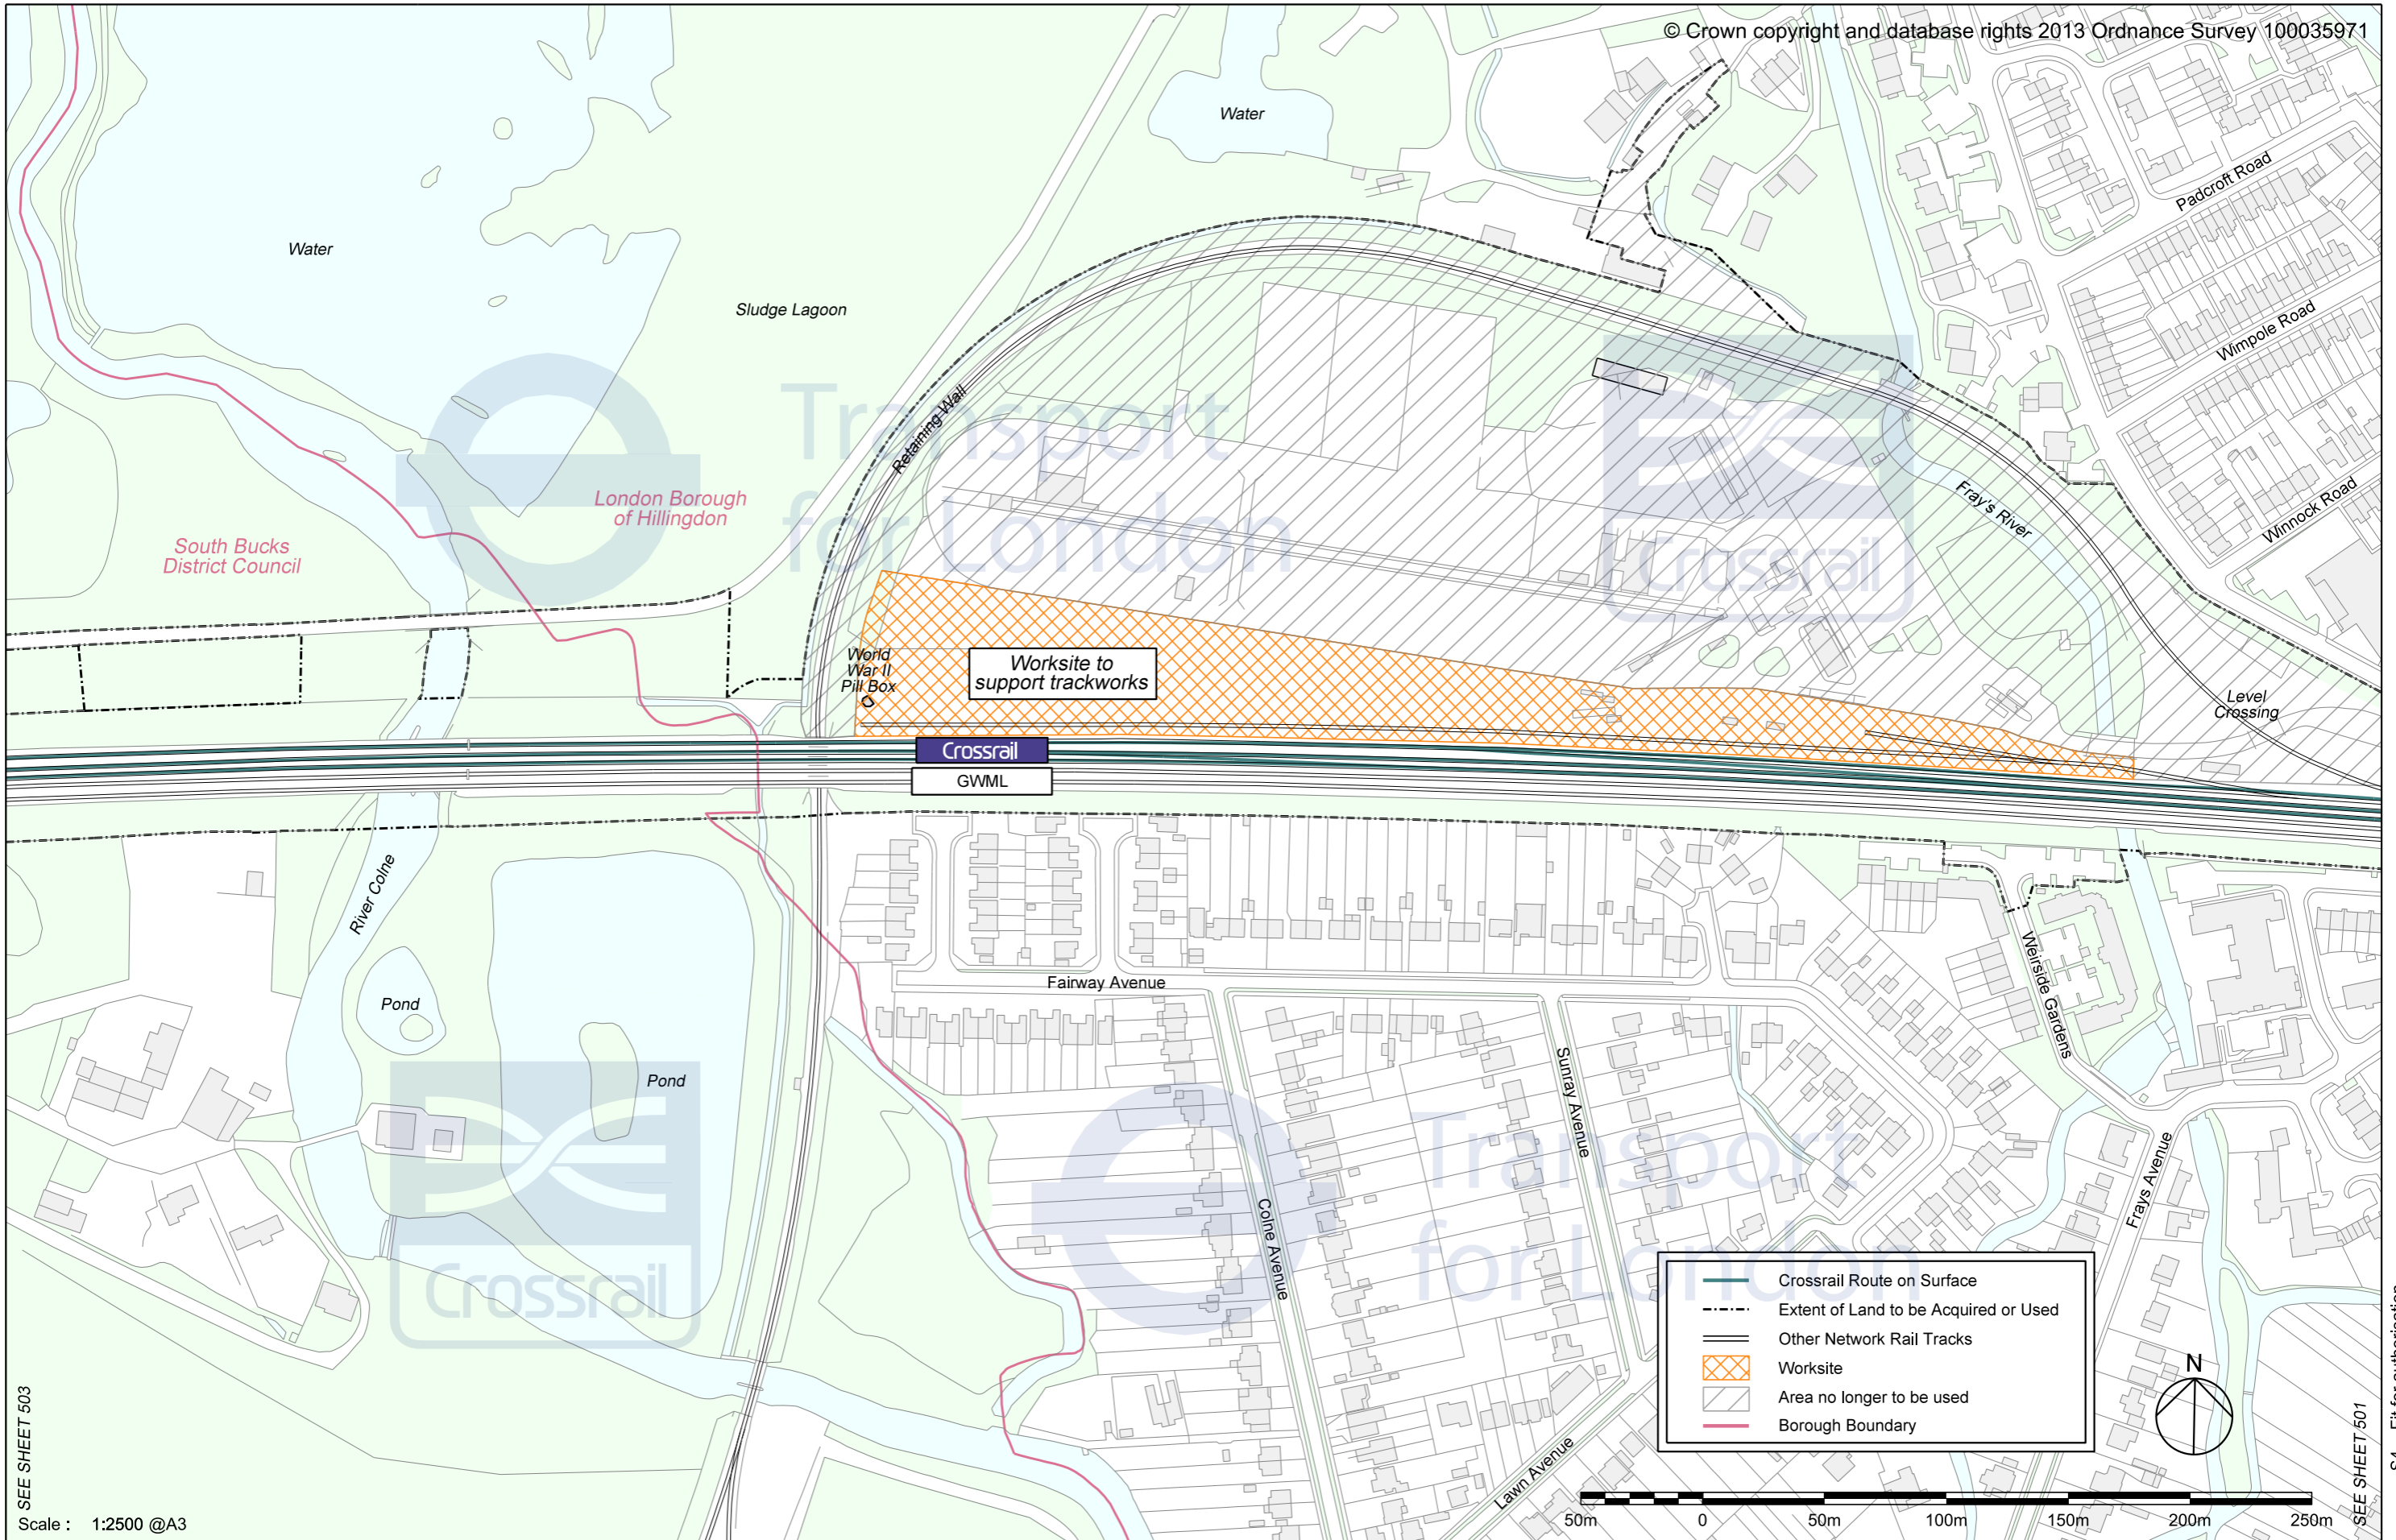 © Crown copyright and database rights 2013 Ordnance Survey 100035971
Water
Water
Padcroft Road
Sludge Lagoon
Wimpole Road
Retaining Wall
Transport
for London
Crossrail
London Borough
of Hillingdon
South Bucks
District Council
Fray's River
Winnock Road
World
War II
Pill Box
Worksite to
support trackworks
Level
Crossing
Crossrail
GWML
River Colne
Fairway Avenue
Weirside Gardens
Pond
Pond
Sunray Avenue
Colne Avenue
Frays Avenue
Crossrail
Transport
for London
Lawn Avenue
Crossrail Route on Surface
Extent of Land to be Acquired or Used
Other Network Rail Tracks
Worksite
Area no longer to be used
Borough Boundary
N
SEE SHEET 503
SEE SHEET 501
Scale : 1:2500 @A3
50m 0 50m 100m 150m 200m 250m